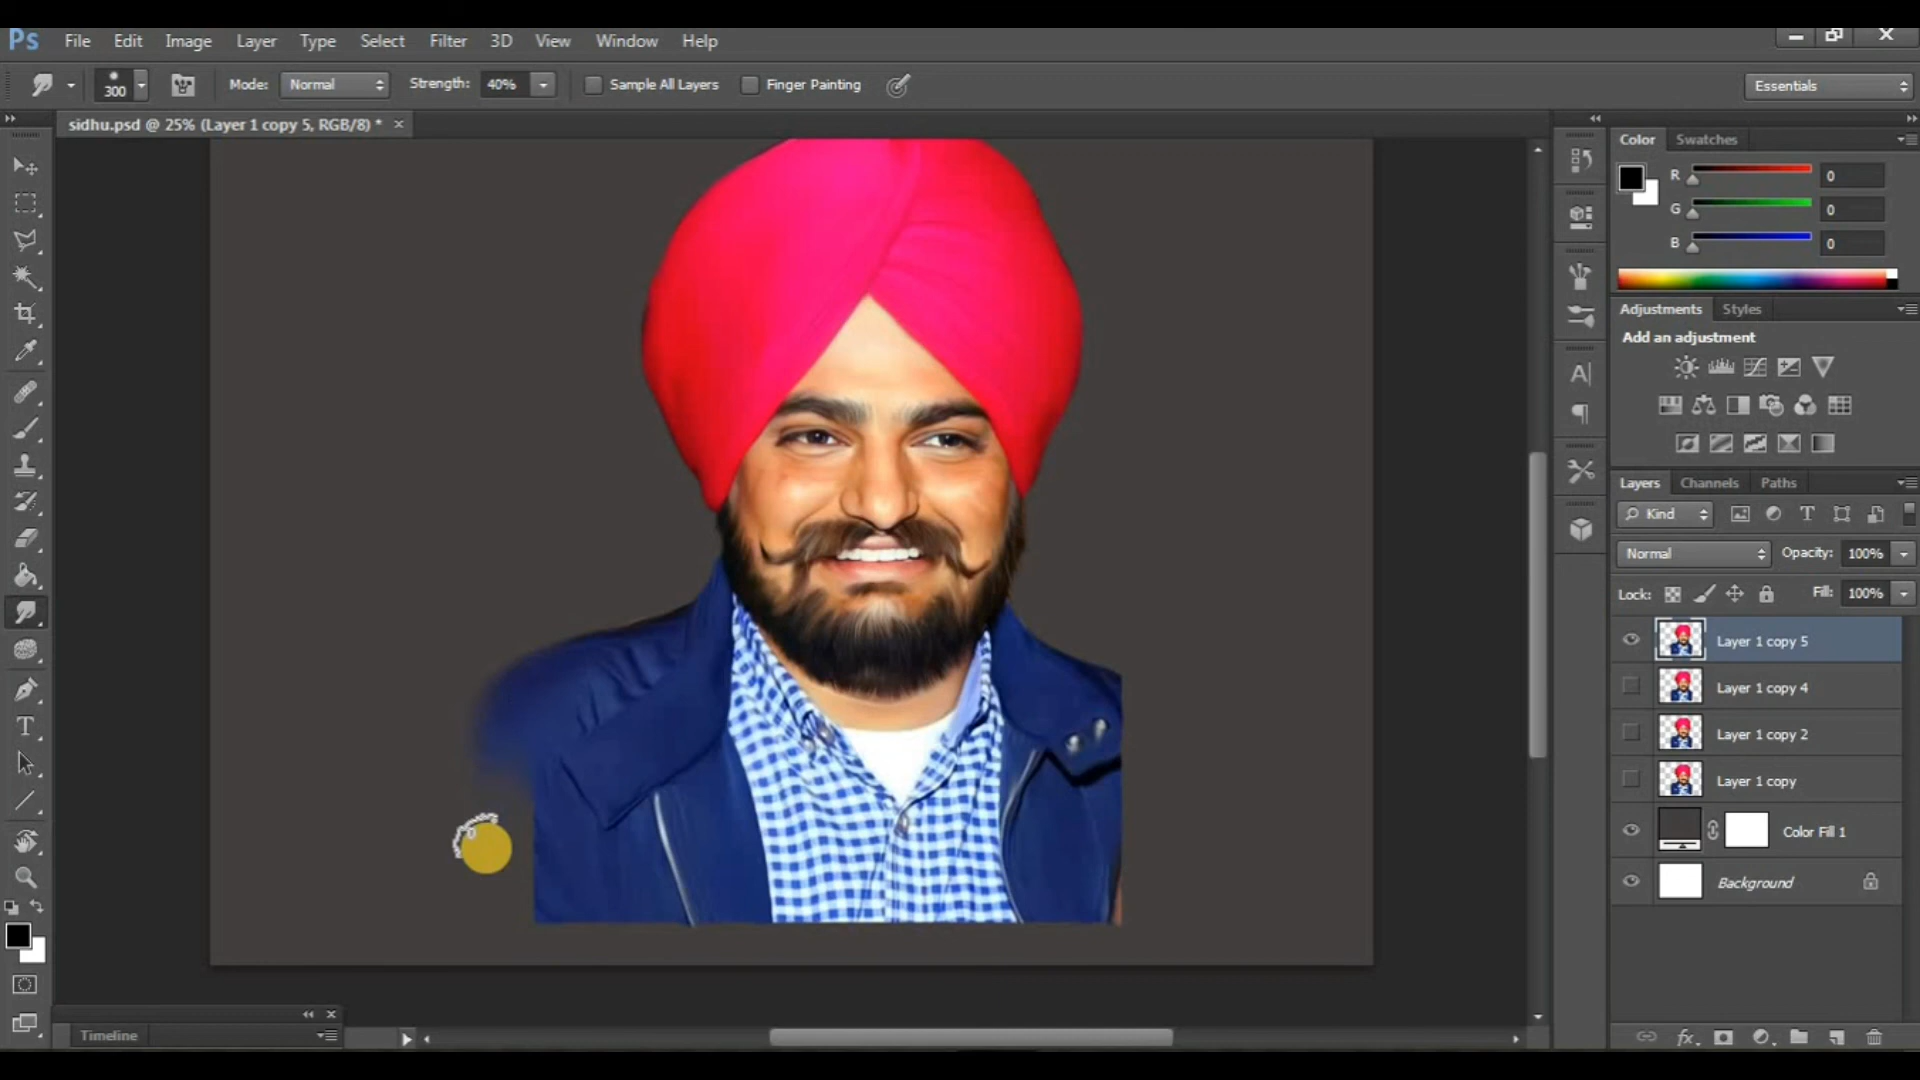 Ps File Edit Image Layer Type Select Filter 3D View Window Help
300 Mode: Normal Strength: 40% Sample All Layers Finger Painting Essentials
sidhu.psd @ 25% (Layer 1 copy 5, RGB/8) * ×
Color Swatches
R 0
G 0
B 0
Adjustments Styles
Add an adjustment
Layers Channels Paths
Kind
Normal Opacity: 100%
Lock: Fill: 100%
Layer 1 copy 5
Layer 1 copy 4
Layer 1 copy 2
Layer 1 copy
Color Fill 1
Background
Timeline